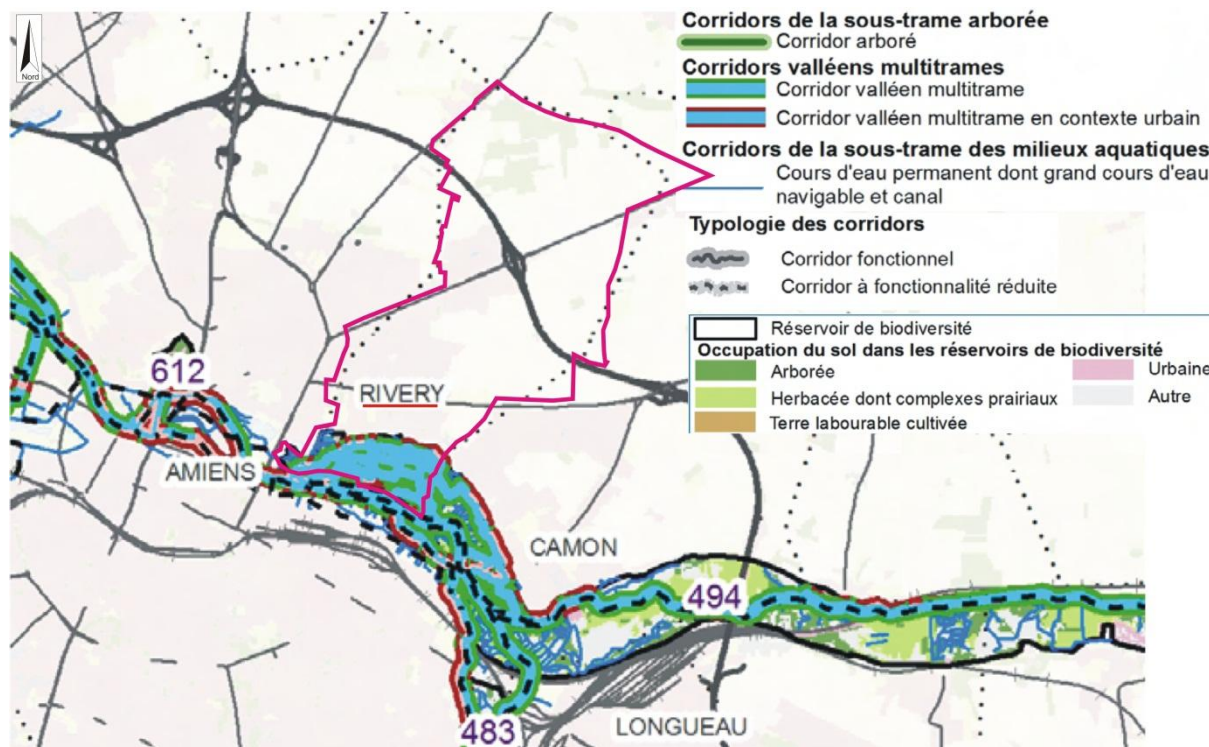 Nord
Corridors de la sous-trame arborée
Corridor arboré
Corridors valléens multitrames
Corridor valléen multitrame
Corridor valléen multitrame en contexte urbain
Corridors de la sous-trame des milieux aquatiques
Cours d'eau permanent dont grand cours d'eau
navigable et canal
Typologie des corridors
Corridor fonctionnel
Corridor à fonctionnalité réduite
Réservoir de biodiversité
Occupation du sol dans les réservoirs de biodiversité
Arborée
Urbaine
Herbacée dont complexes prairiaux
Autre
Terre labourable cultivée
612
RIVERY
AMIENS
CAMON
494
483
LONGUEAU